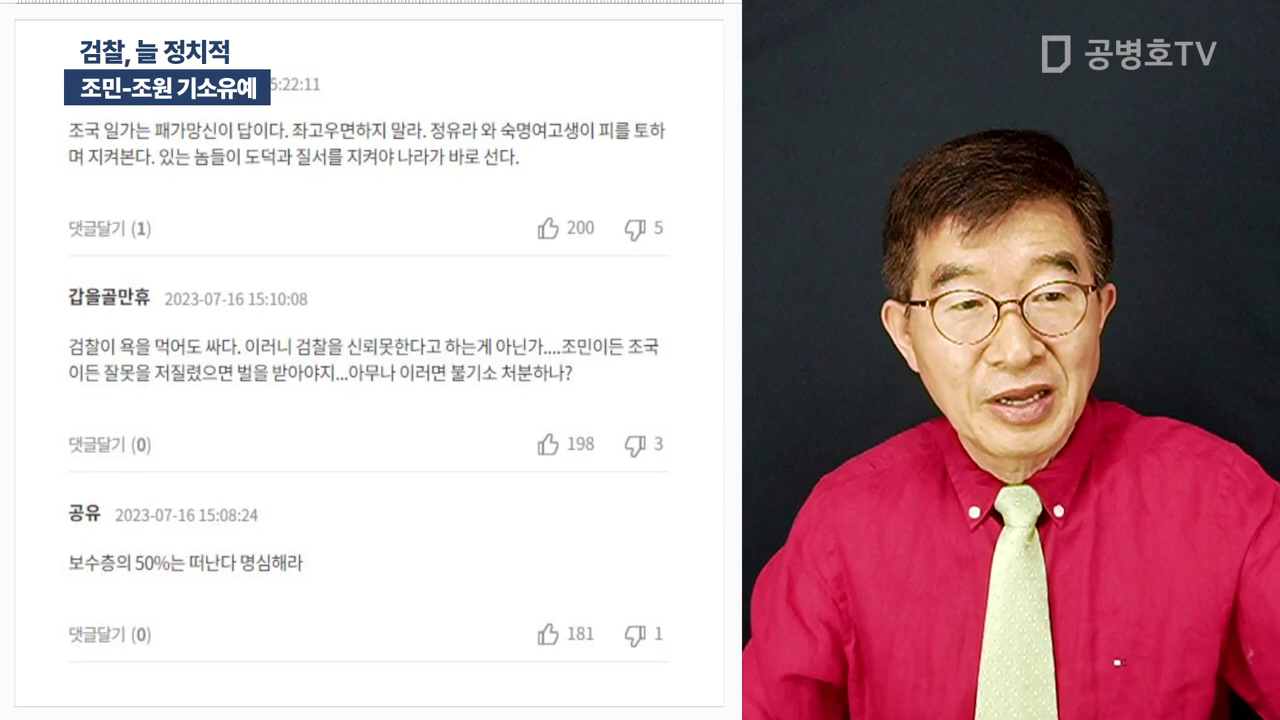 검찰, 늘 정치적
조민-조원 기소유예
5:22:11
공병호TV
조국 일가는 패가망신이 답이다. 좌고우면하지 말라. 정유라 와 숙명여고생이 피를 토하
며 지켜본다. 있는 놈들이 도덕과 질서를 지켜야 나라가 바로 선다.
댓글달기 (1)
200
5
갑을골만휴 2023-07-16 15:10:08
검찰이 욕을 먹어도 싸다. 이러니 검찰을 신뢰못한다고 하는게 아닌가....조민이든 조국
이든 잘못을 저질렀으면 벌을 받아야지...아무나 이러면 불기소 처분하나?
댓글달기 (0)
198
3
공유 2023-07-16 15:08:24
보수층의 50%는 떠난다 명심해라
댓글달기 (0)
181
1